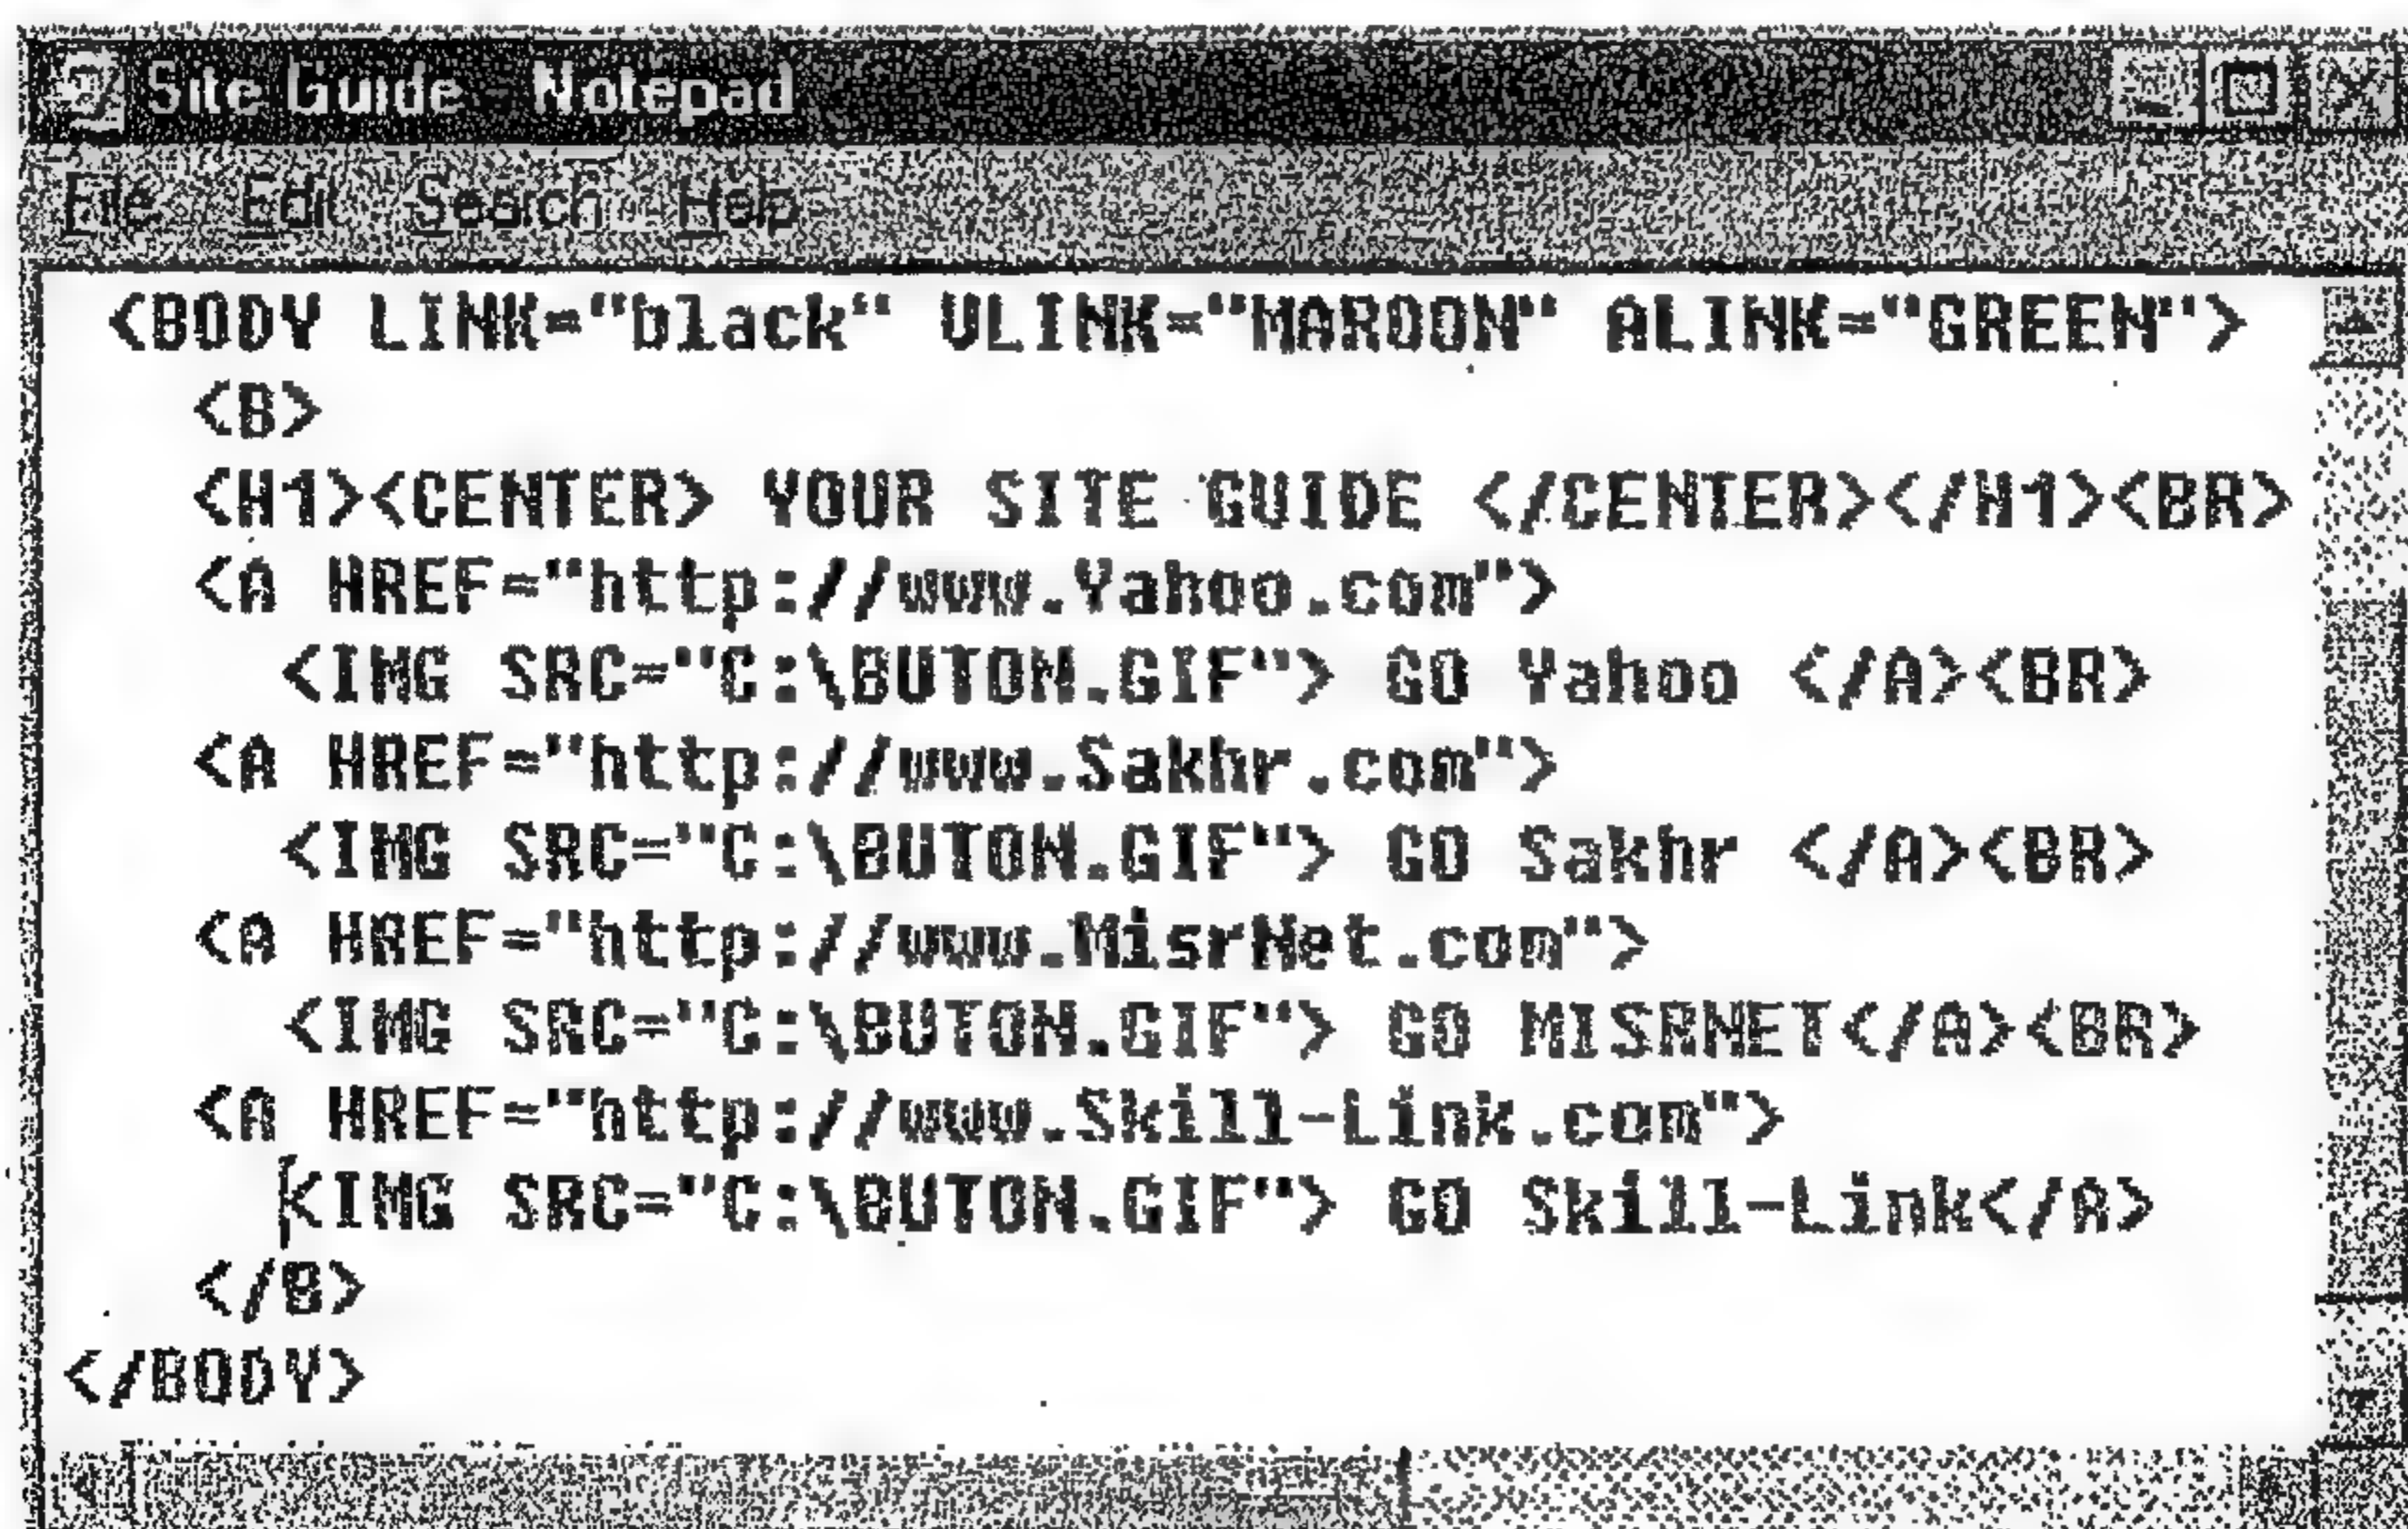 Site Guide - Notepad
File Edit Search Help
<BODY LINK="black" VLINK="MAROON" ALINK="GREEN">
<B>
<H1><CENTER> YOUR SITE GUIDE </CENTER></H1><BR>
<A HREF="http://www.Yahoo.com">
<IMG SRC="C:\BUTON.GIF"> GO Yahoo </A><BR>
<A HREF="http://www.Sakhr.com">
<IMG SRC="C:\BUTON.GIF"> GO Sakhr </A><BR>
<A HREF="http://www.MisrNet.com">
<IMG SRC="C:\BUTON.GIF"> GO MISRNET</A><BR>
<A HREF="http://www.Skill-Link.com">
<IMG SRC="C:\BUTON.GIF"> GO Skill-Link</A>
</B>
</BODY>